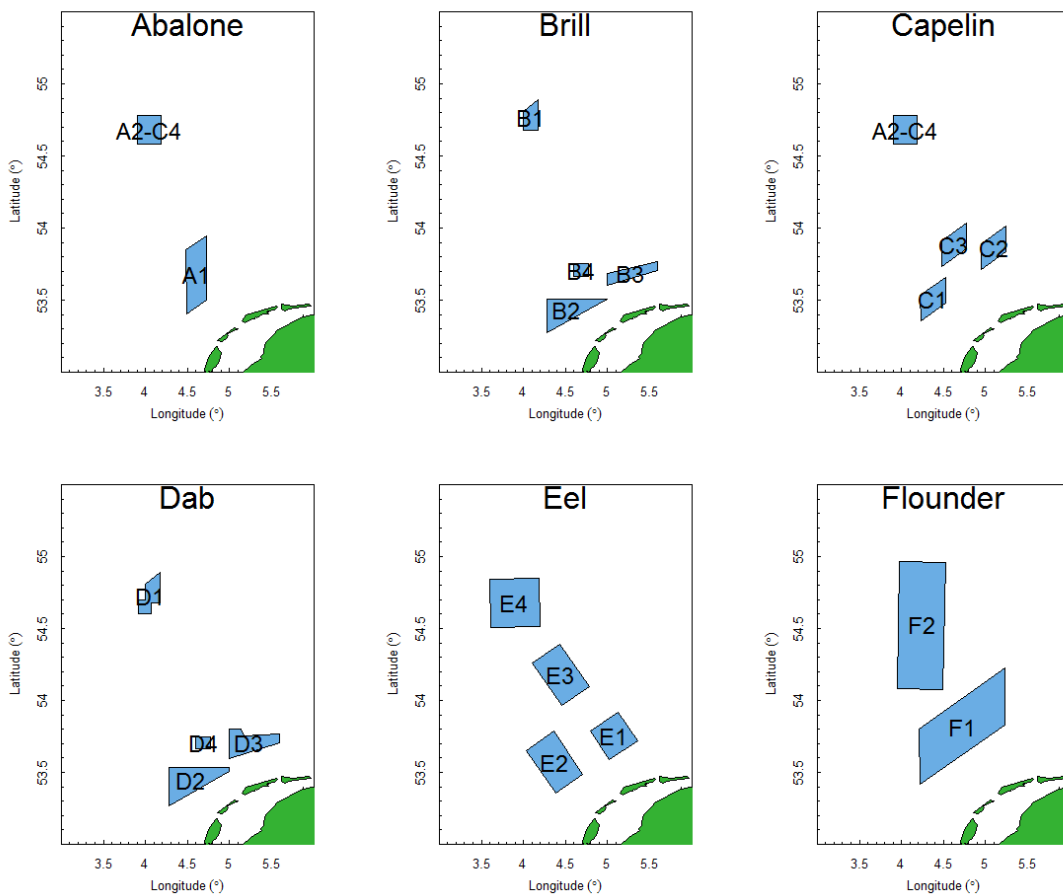 Abalone
Brill
Capelin
55
54.5
54
53.5
Latitude (°)
A2-C4
A1
3.5 4 4.5 5 5.5
Longitude (°)
55
54.5
54
53.5
Latitude (°)
B1
B4
B3
B2
3.5 4 4.5 5 5.5
Longitude (°)
55
54.5
54
53.5
Latitude (°)
A2-C4
C3
C2
C1
3.5 4 4.5 5 5.5
Longitude (°)
Dab
Eel
Flounder
55
54.5
54
53.5
Latitude (°)
D1
D4
D3
D2
3.5 4 4.5 5 5.5
Longitude (°)
55
54.5
54
53.5
Latitude (°)
E4
E3
E1
E2
3.5 4 4.5 5 5.5
Longitude (°)
55
54.5
54
53.5
Latitude (°)
F2
F1
3.5 4 4.5 5 5.5
Longitude (°)